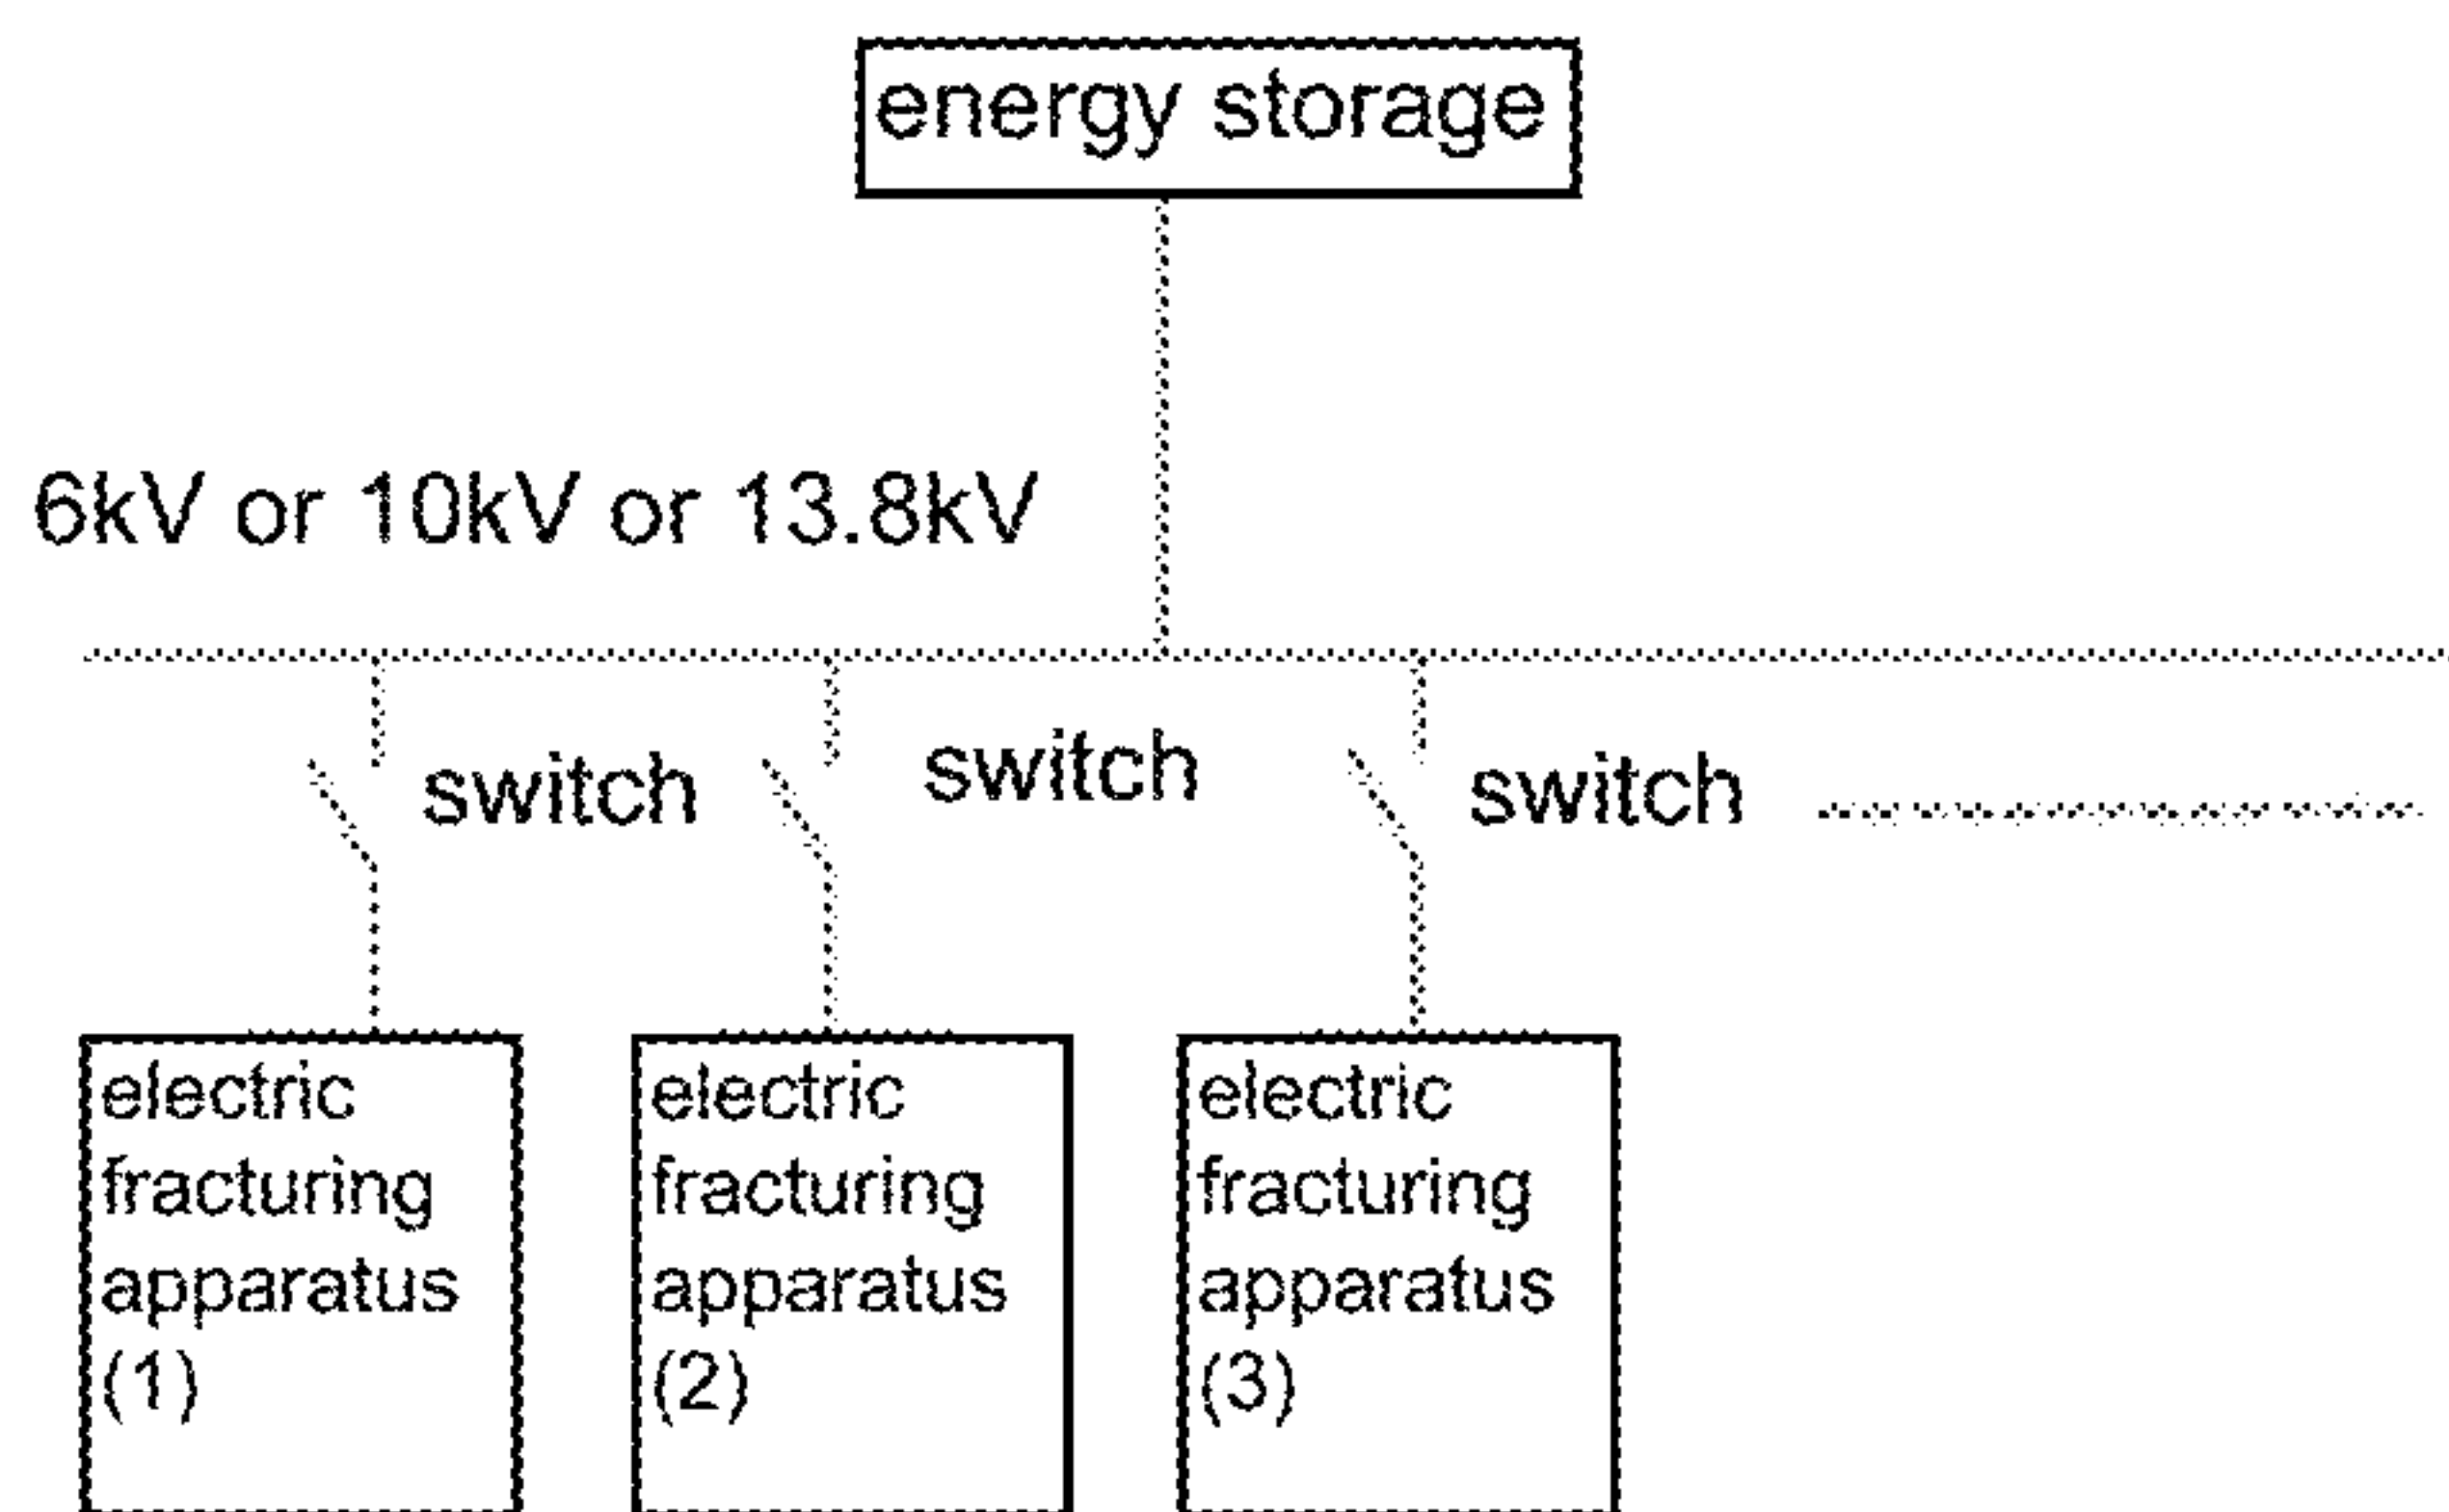 energy storage
6kV or 10kV or 13.8kV
switch
switch
switch
electric
fracturing
apparatus
(1)
electric
fracturing
apparatus
(2)
electric
fracturing
apparatus
(3)